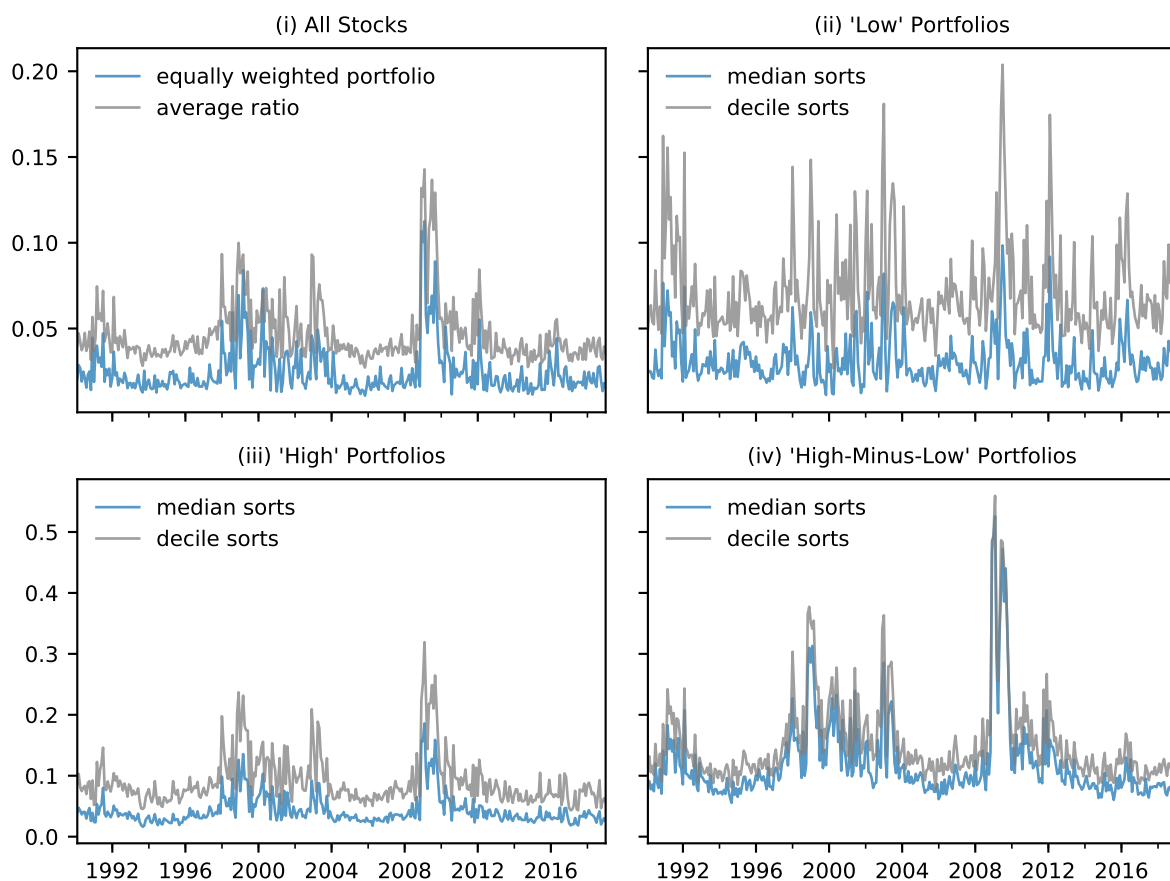 (i) All Stocks
(ii) 'Low' Portfolios
0.20
0.15
0.10
0.05
equally weighted portfolio
average ratio
median sorts
decile sorts
(iii) 'High' Portfolios
(iv) 'High-Minus-Low' Portfolios
0.5
0.4
0.3
0.2
0.1
0.0
median sorts
decile sorts
median sorts
decile sorts
1992 1996 2000 2004 2008 2012 2016
1992 1996 2000 2004 2008 2012 2016